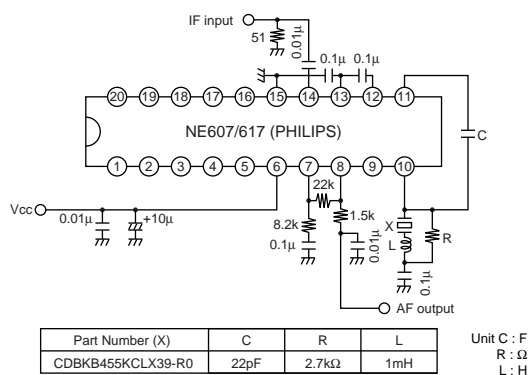 IF input
51
0.01μ
0.1μ 0.1μ
20 19 18 17 16 15 14 13 12 11
NE607/617 (PHILIPS)
C
1 2 3 4 5 6 7 8 9 10
22k
Vcc
0.01μ
+10μ
8.2k
0.1μ
1.5k
0.01μ
X
L
R
0.1μ
AF output
Part Number (X) C R L
CDBKB455KCLX39-R0 22pF 2.7kΩ 1mH
Unit C : F
R : Ω
L : H